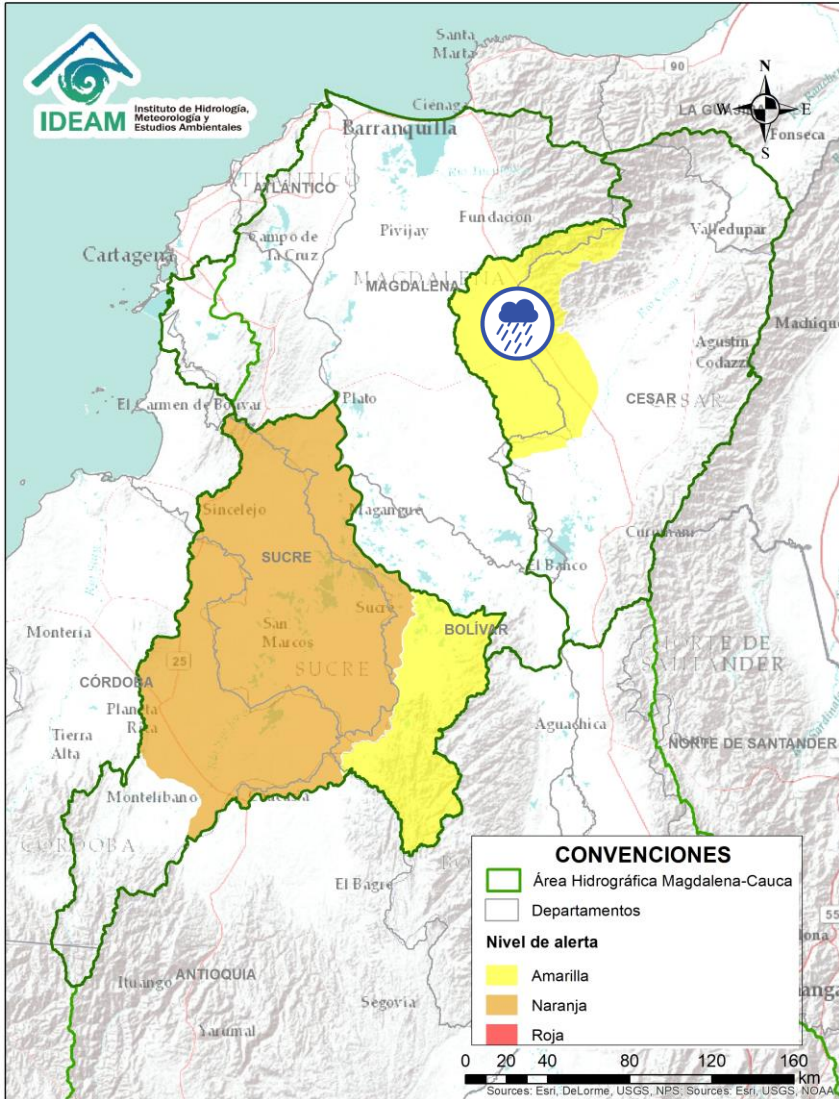 IDEAM
Instituto de Hidrología,
Meteorología y
Estudios Ambientales
Santa
Marta
90
N
W
E
S
LA GUAJIRA
Fonseca
Ciénaga
Barranquilla
ATLÁNTICO
Fundación
Pivijay
Valledupar
Campo de
La Cruz
Cartagena
MAGDALENA
MAGDALENA
Agustín
Codazzi
El Carmen de Bolívar
Plato
CESAR
CESAR
Sincelejo
Magangue
SUCRE
Curumaní
El Banco
Sucre
San
Marcos
BOLÍVAR
Montería
SUCRE
25
CÓRDOBA
Planeta
Rica
Tierra
Alta
NORTE DE
SANTANDER
Aguachica
NORTE DE SANTANDER
Montelibano
CÓRDOBA
El Bagre
Ituango
ANTIOQUIA
Segovia
Yarumal
CONVENCIONES
Área Hidrográfica Magdalena-Cauca
Departamentos
Nivel de alerta
Amarilla
Naranja
Roja
55
0 20 40 80 120 160
km
Sources: Esri, DeLorme, USGS, NPS; Sources: Esri, USGS, NOAA